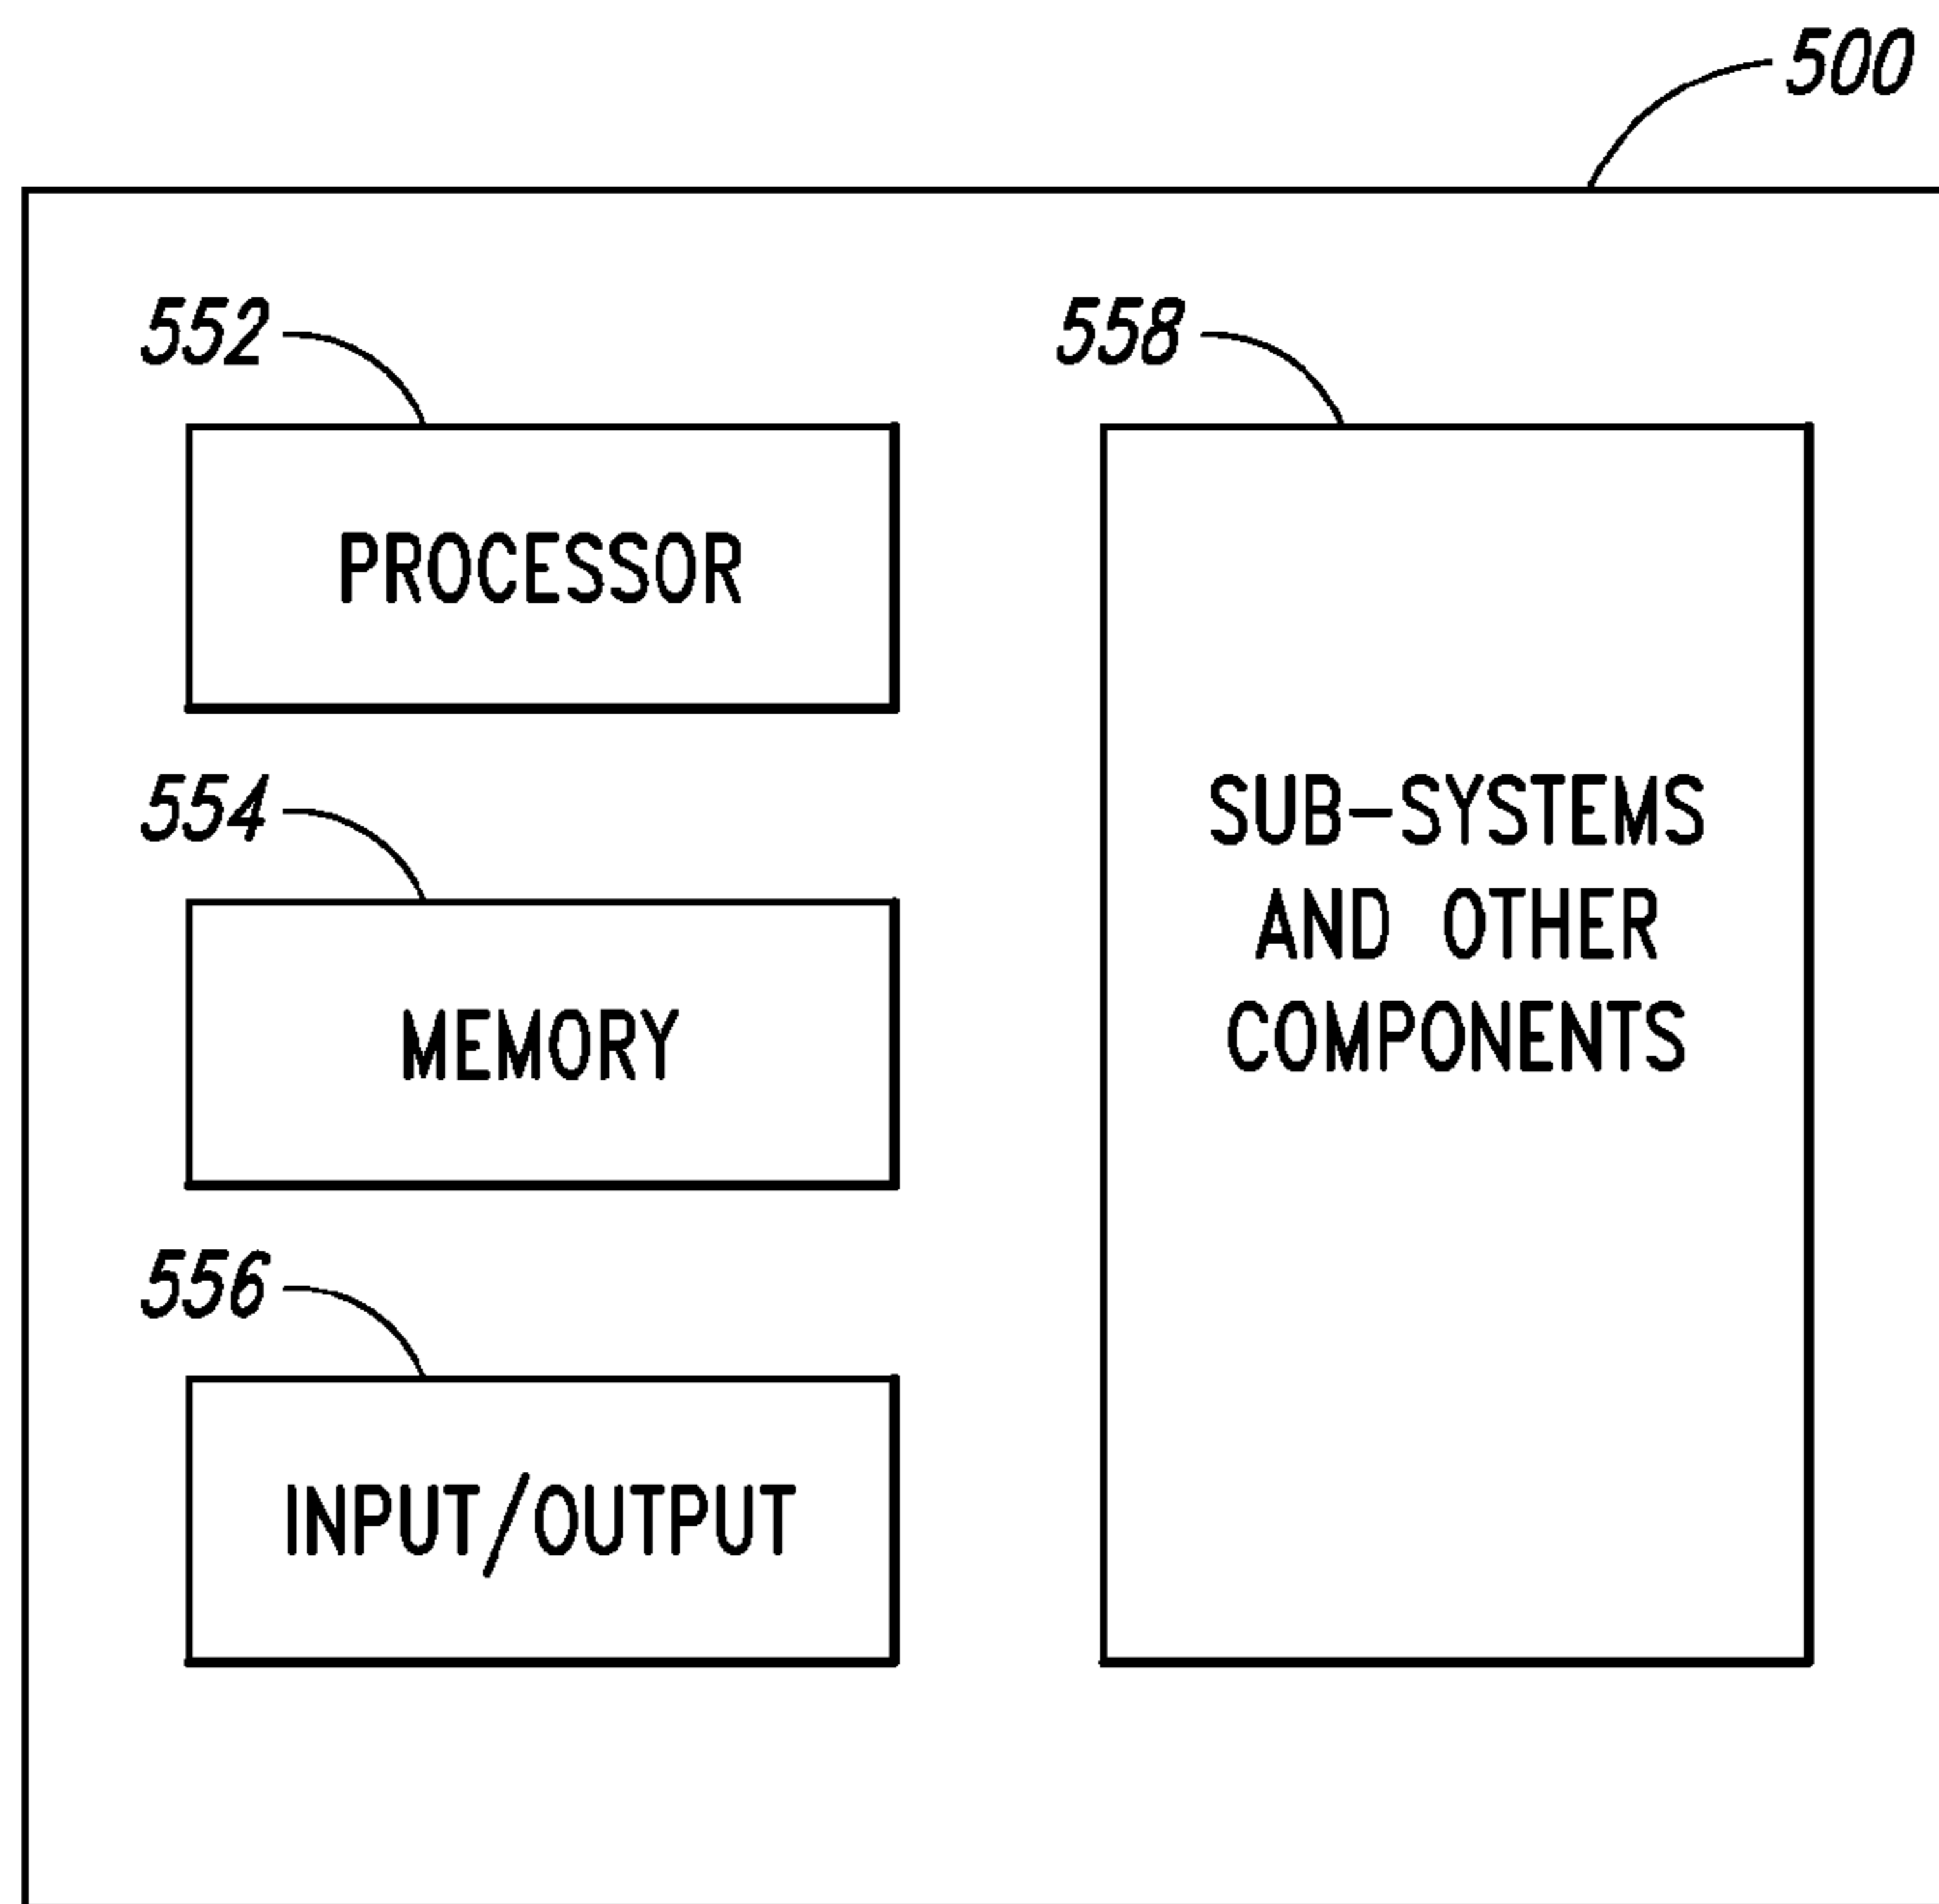 500
552
PROCESSOR
554
MEMORY
556
INPUT/OUTPUT
558
SUB-SYSTEMS
AND OTHER
COMPONENTS